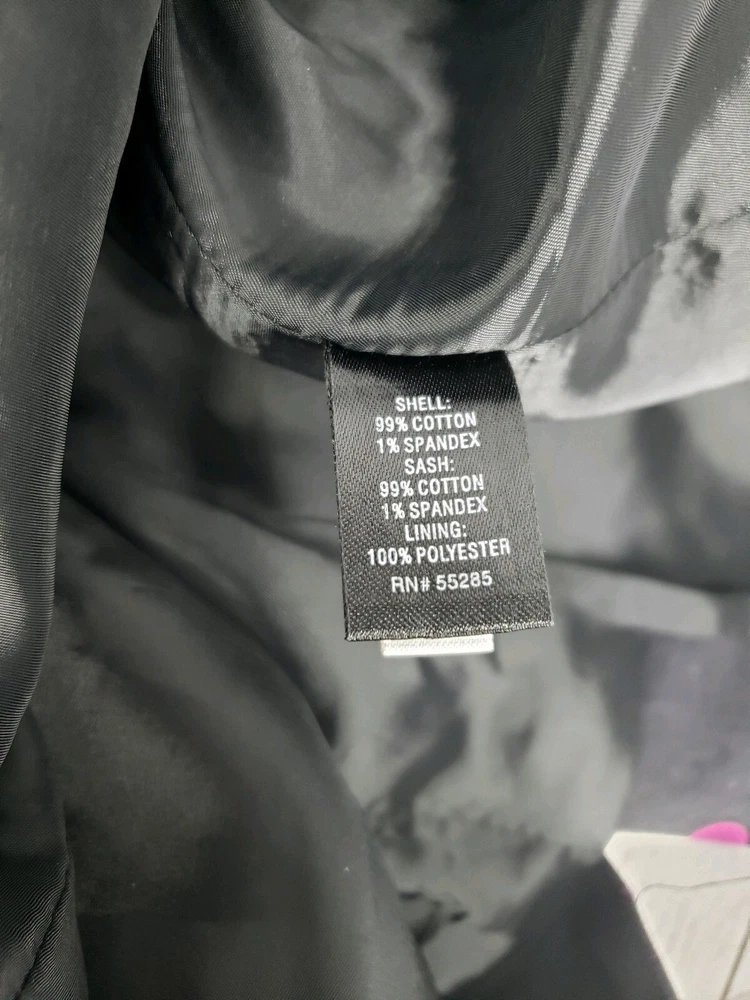 SHELL:
99% COTTON
1% SPANDEX
SASH:
99% COTTON
1% SPANDEX
LINING:
100% POLYESTER
RN# 55285